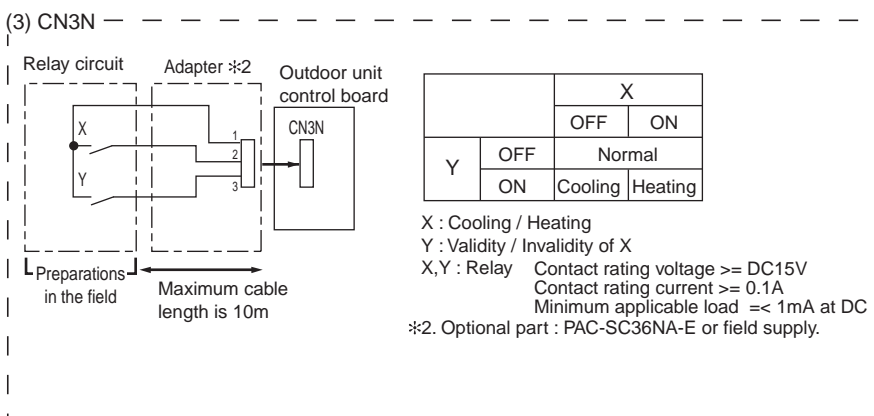 (3) CN3N
Relay circuit
Adapter ✻2
Outdoor unit
control board
X
Y
1
2
3
CN3N
Preparations
in the field
Maximum cable
length is 10m
X
OFF ON
Y OFF Normal
ON Cooling Heating
X : Cooling / Heating
Y : Validity / Invalidity of X
X,Y : Relay Contact rating voltage >= DC15V
Contact rating current >= 0.1A
Minimum applicable load =< 1mA at DC
✻2. Optional part : PAC-SC36NA-E or field supply.